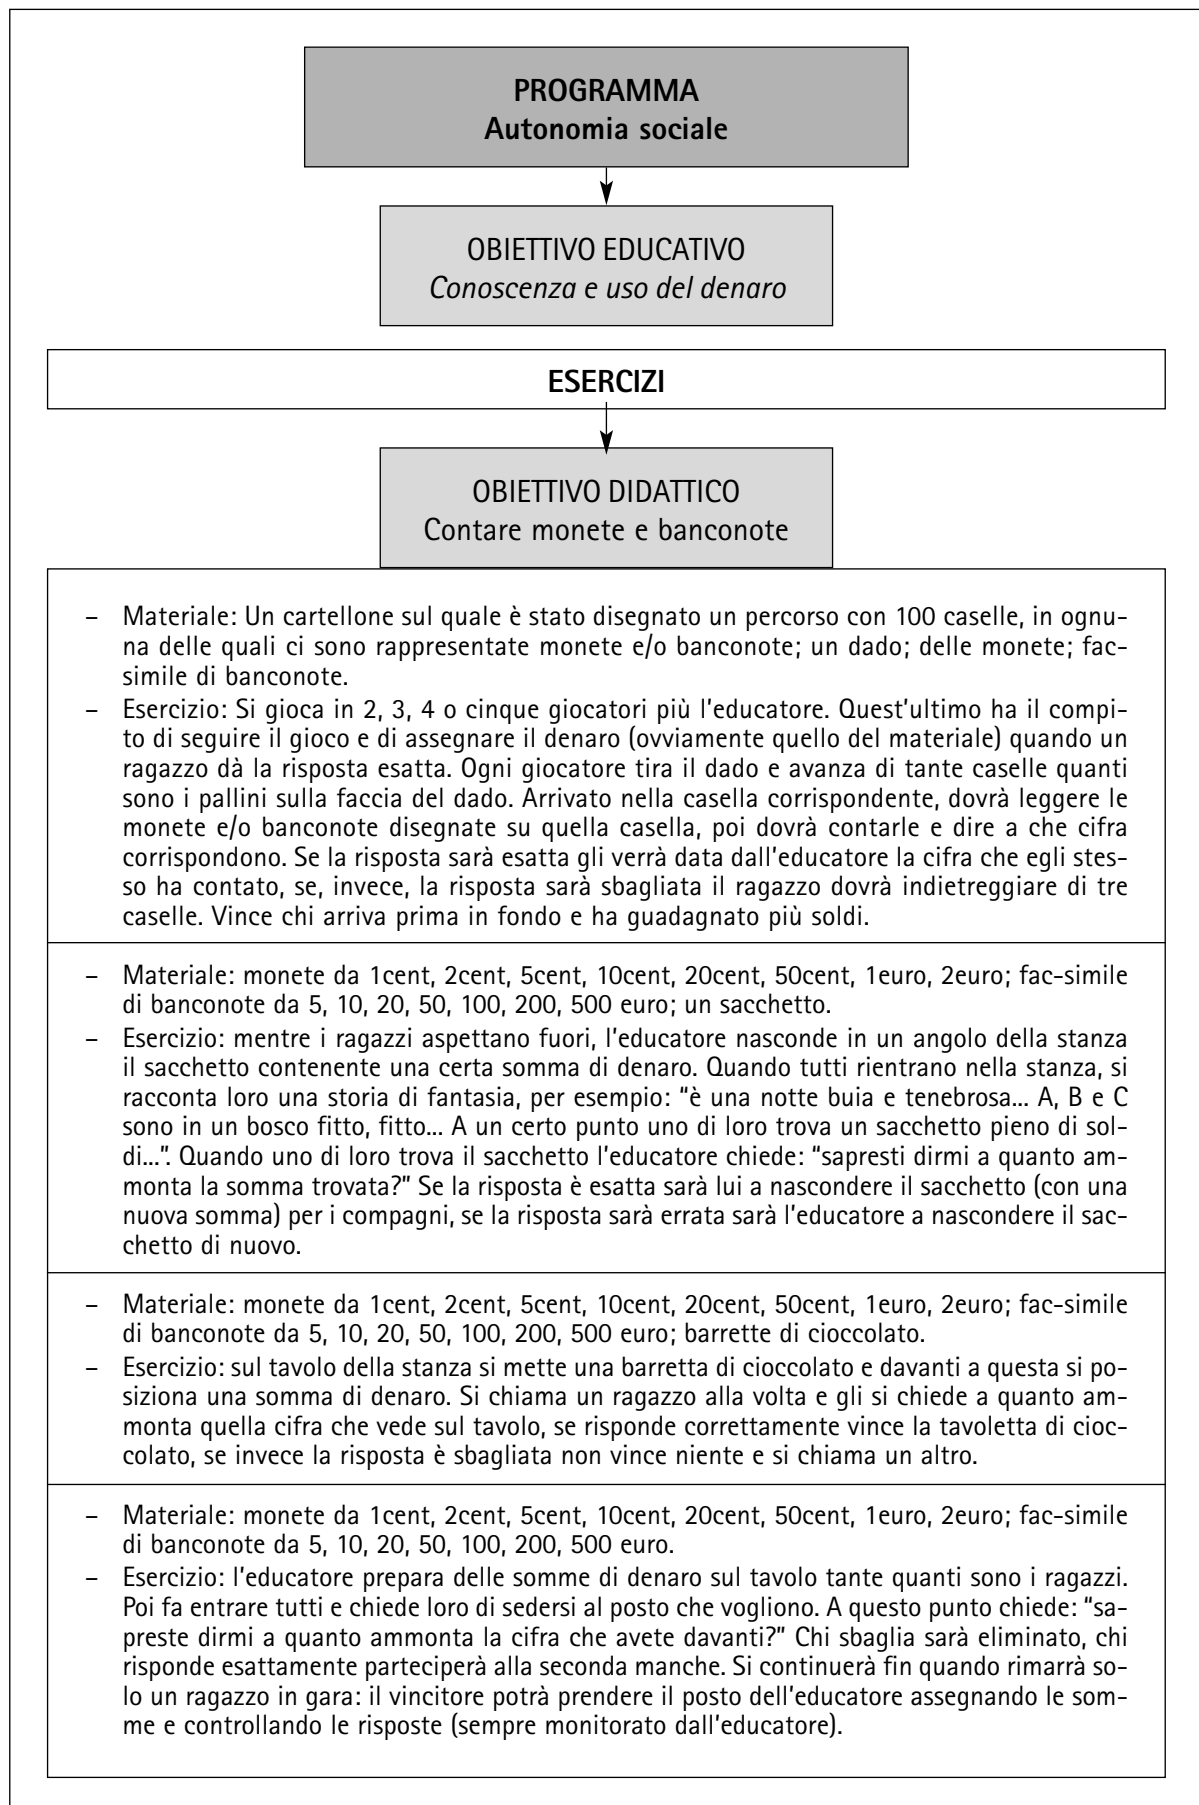 PROGRAMMA
Autonomia sociale
OBIETTIVO EDUCATIVO
Conoscenza e uso del denaro
ESERCIZI
OBIETTIVO DIDATTICO
Contare monete e banconote
– Materiale: Un cartellone sul quale è stato disegnato un percorso con 100 caselle, in ognu-
na delle quali ci sono rappresentate monete e/o banconote; un dado; delle monete; fac-
simile di banconote.
– Esercizio: Si gioca in 2, 3, 4 o cinque giocatori più l'educatore. Quest'ultimo ha il compi-
to di seguire il gioco e di assegnare il denaro (ovviamente quello del materiale) quando un
ragazzo dà la risposta esatta. Ogni giocatore tira il dado e avanza di tante caselle quanti
sono i pallini sulla faccia del dado. Arrivato nella casella corrispondente, dovrà leggere le
monete e/o banconote disegnate su quella casella, poi dovrà contarle e dire a che cifra
corrispondono. Se la risposta sarà esatta gli verrà data dall'educatore la cifra che egli stes-
so ha contato, se, invece, la risposta sarà sbagliata il ragazzo dovrà indietreggiare di tre
caselle. Vince chi arriva prima in fondo e ha guadagnato più soldi.
– Materiale: monete da 1cent, 2cent, 5cent, 10cent, 20cent, 50cent, 1euro, 2euro; fac-simile
di banconote da 5, 10, 20, 50, 100, 200, 500 euro; un sacchetto.
– Esercizio: mentre i ragazzi aspettano fuori, l'educatore nasconde in un angolo della stanza
il sacchetto contenente una certa somma di denaro. Quando tutti rientrano nella stanza, si
racconta loro una storia di fantasia, per esempio: "è una notte buia e tenebrosa... A, B e C
sono in un bosco fitto, fitto... A un certo punto uno di loro trova un sacchetto pieno di sol-
di...". Quando uno di loro trova il sacchetto l'educatore chiede: "sapresti dirmi a quanto am-
monta la somma trovata?" Se la risposta è esatta sarà lui a nascondere il sacchetto (con una
nuova somma) per i compagni, se la risposta sarà errata sarà l'educatore a nascondere il sac-
chetto di nuovo.
– Materiale: monete da 1cent, 2cent, 5cent, 10cent, 20cent, 50cent, 1euro, 2euro; fac-simile
di banconote da 5, 10, 20, 50, 100, 200, 500 euro; barrette di cioccolato.
– Esercizio: sul tavolo della stanza si mette una barretta di cioccolato e davanti a questa si po-
siziona una somma di denaro. Si chiama un ragazzo alla volta e gli si chiede a quanto am-
monta quella cifra che vede sul tavolo, se risponde correttamente vince la tavoletta di cioc-
colato, se invece la risposta è sbagliata non vince niente e si chiama un altro.
– Materiale: monete da 1cent, 2cent, 5cent, 10cent, 20cent, 50cent, 1euro, 2euro; fac-simile
di banconote da 5, 10, 20, 50, 100, 200, 500 euro.
– Esercizio: l'educatore prepara delle somme di denaro sul tavolo tante quanti sono i ragazzi.
Poi fa entrare tutti e chiede loro di sedersi al posto che vogliono. A questo punto chiede: "sa-
preste dirmi a quanto ammonta la cifra che avete davanti?" Chi sbaglia sarà eliminato, chi
risponde esattamente parteciperà alla seconda manche. Si continuerà fin quando rimarrà so-
lo un ragazzo in gara: il vincitore potrà prendere il posto dell'educatore assegnando le som-
me e controllando le risposte (sempre monitorato dall'educatore).